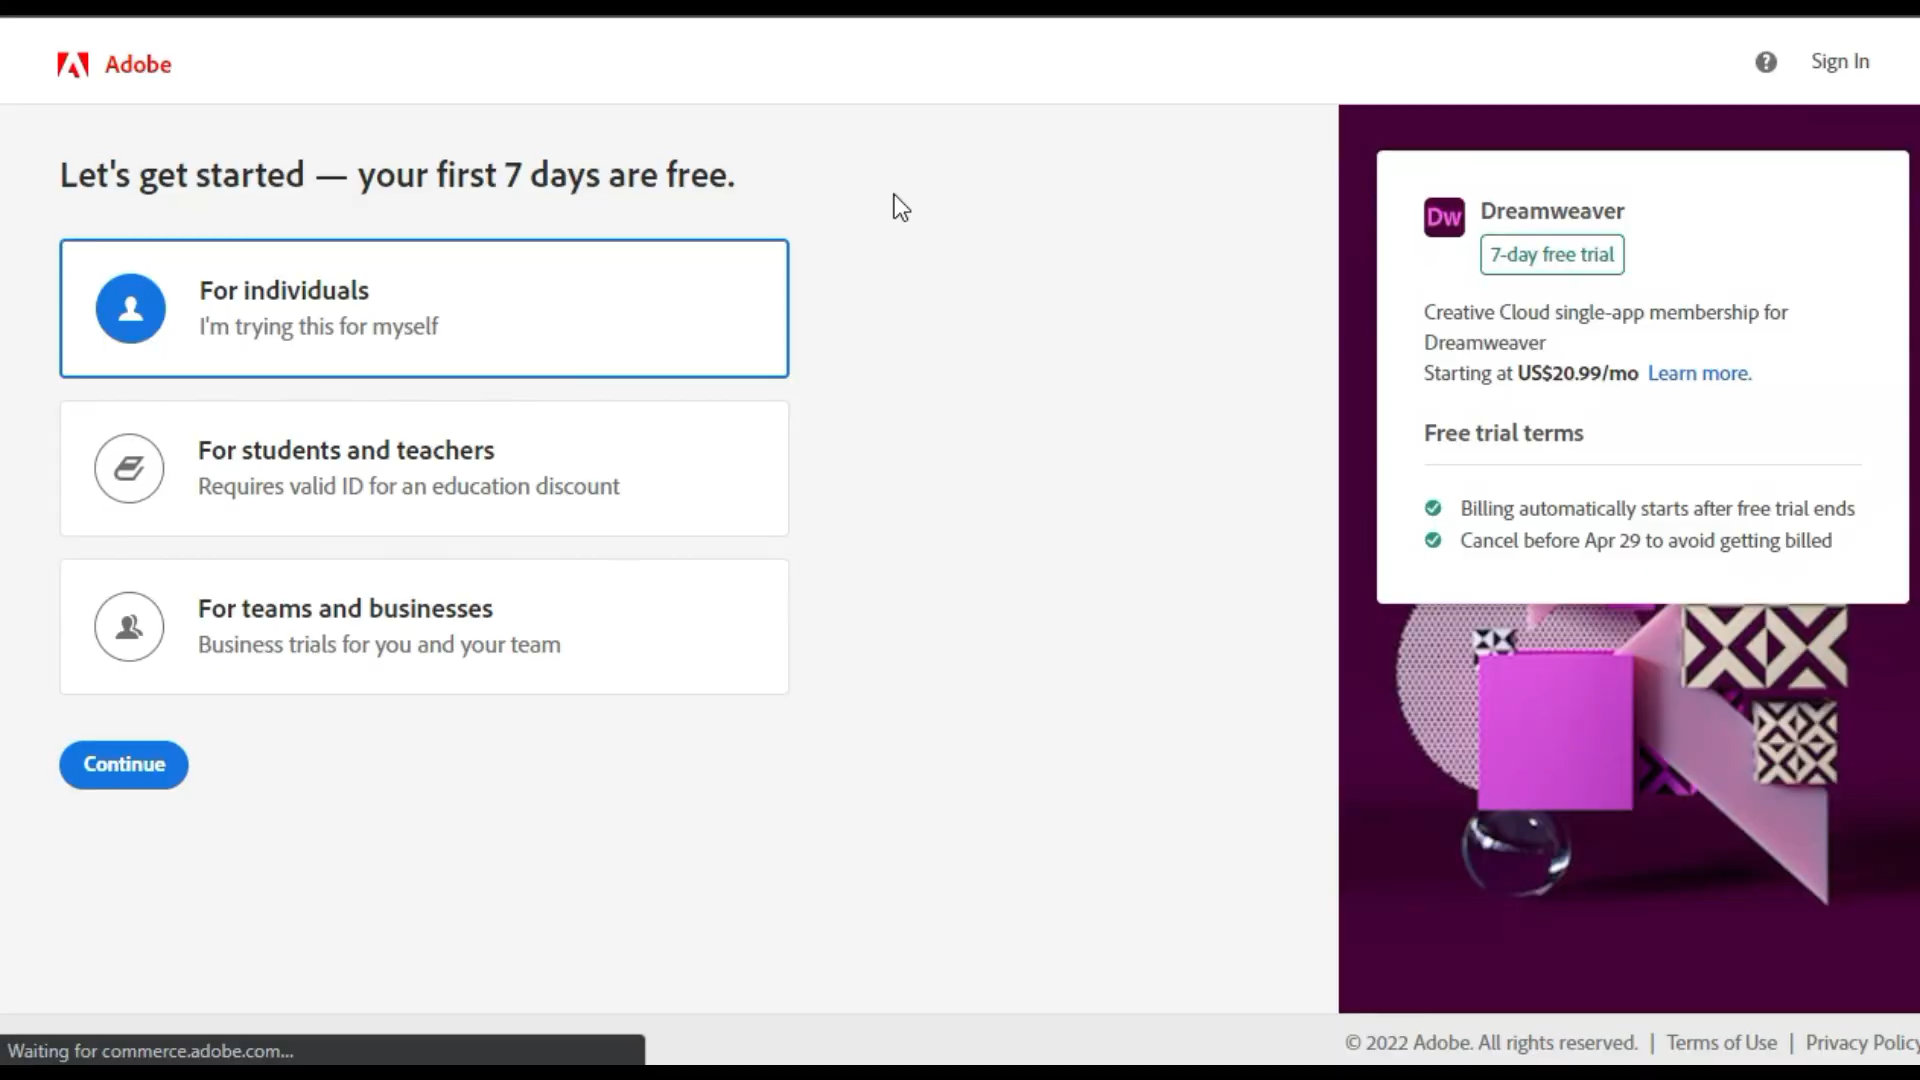 Adobe
Sign In
Let's get started — your first 7 days are free.
For individuals
I'm trying this for myself
For students and teachers
Requires valid ID for an education discount
For teams and businesses
Business trials for you and your team
Continue
Dw
Dreamweaver
7-day free trial
Creative Cloud single-app membership for
Dreamweaver
Starting at US$20.99/mo Learn more.
Free trial terms
Billing automatically starts after free trial ends
Cancel before Apr 29 to avoid getting billed
Waiting for commerce.adobe.com...
© 2022 Adobe. All rights reserved. | Terms of Use | Privacy Policy